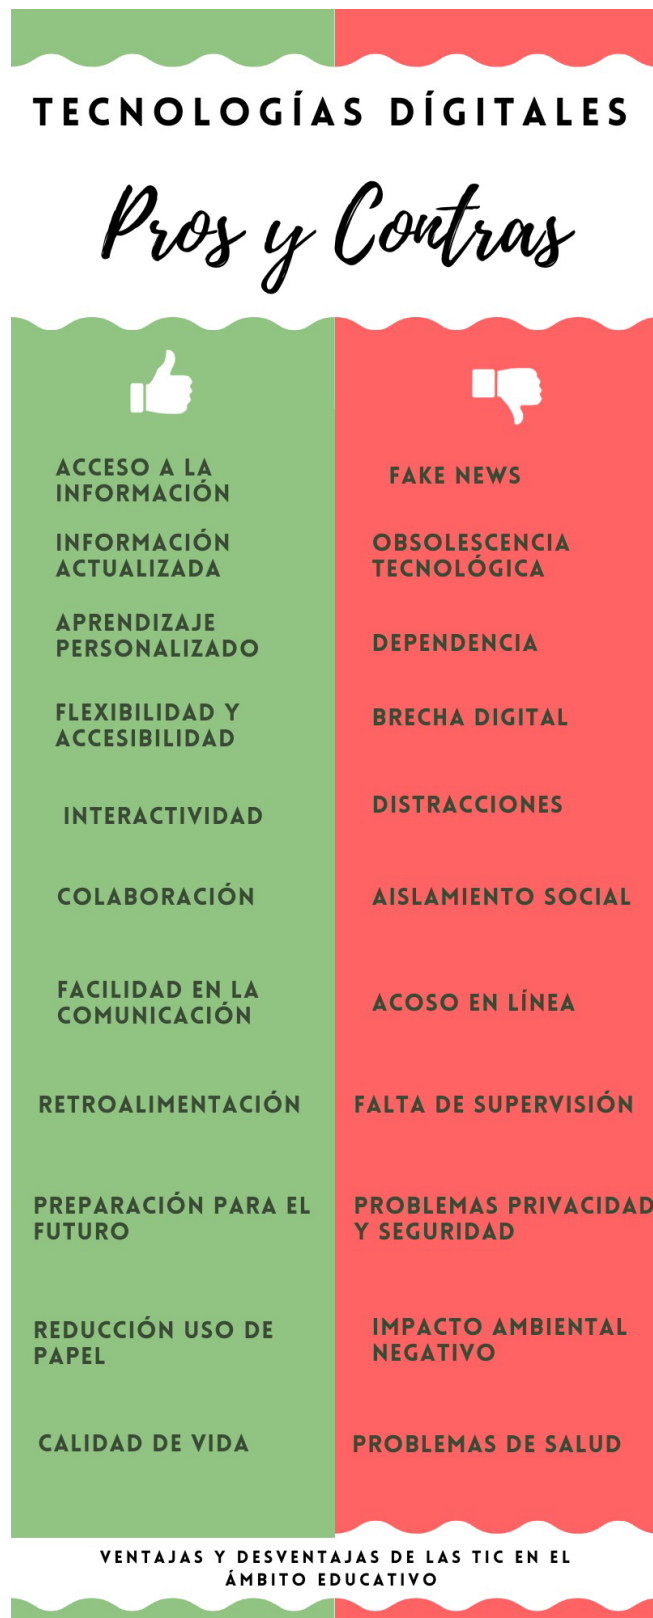 TECNOLOGÍAS DÍGITALES
Pros y Contras
ACCESO A LA
INFORMACIÓN
INFORMACIÓN
ACTUALIZADA
APRENDIZAJE
PERSONALIZADO
FLEXIBILIDAD Y
ACCESIBILIDAD
INTERACTIVIDAD
COLABORACIÓN
FACILIDAD EN LA
COMUNICACIÓN
RETROALIMENTACIÓN
PREPARACIÓN PARA EL
FUTURO
REDUCCIÓN USO DE
PAPEL
CALIDAD DE VIDA
FAKE NEWS
OBSOLESCENCIA
TECNOLÓGICA
DEPENDENCIA
BRECHA DIGITAL
DISTRACCIONES
AISLAMIENTO SOCIAL
ACOSO EN LÍNEA
FALTA DE SUPERVISIÓN
PROBLEMAS PRIVACIDAD
Y SEGURIDAD
IMPACTO AMBIENTAL
NEGATIVO
PROBLEMAS DE SALUD
VENTAJAS Y DESVENTAJAS DE LAS TIC EN EL
ÁMBITO EDUCATIVO